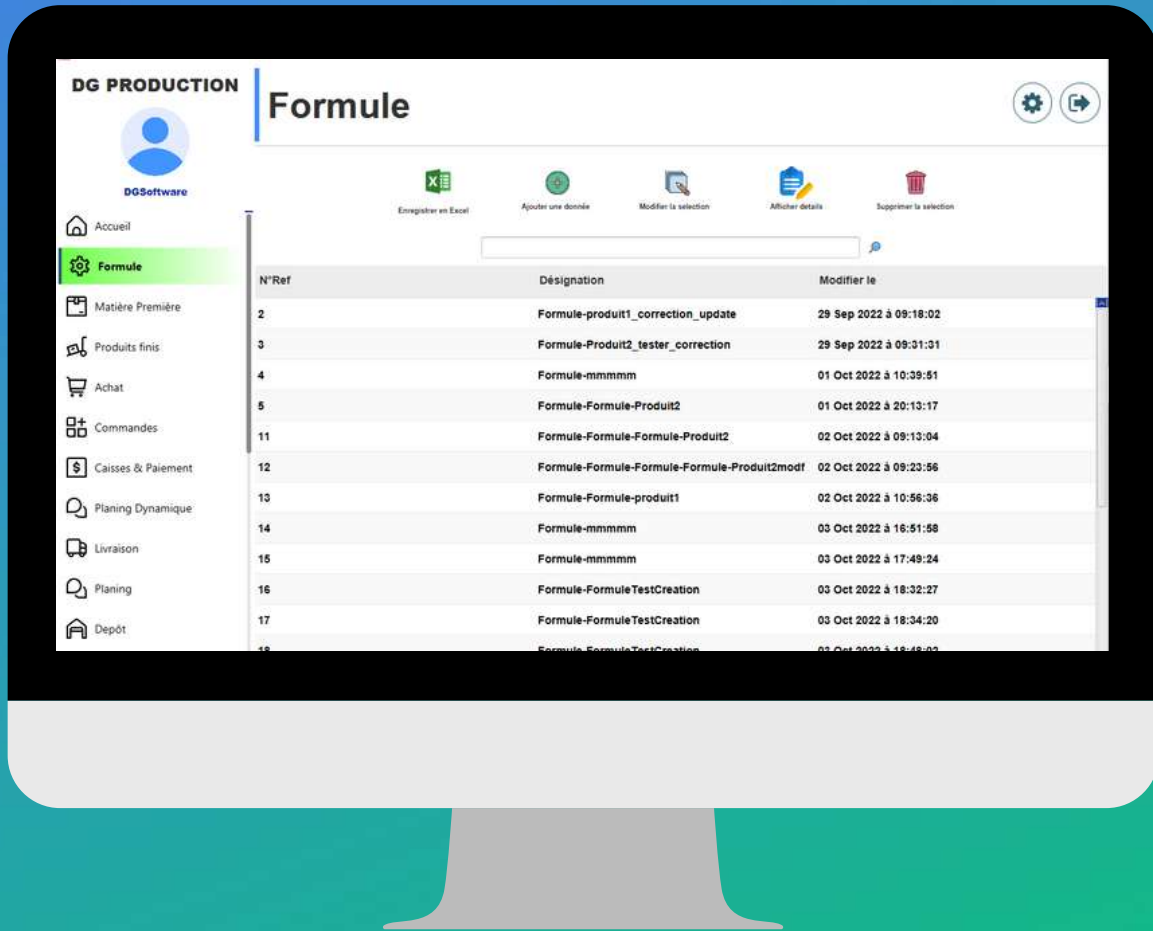 DG PRODUCTION
DGSoftware
Accueil
Formule
Matière Première
Produits finis
Achat
Commandes
Caisses & Paiement
Planing Dynamique
Livraison
Planing
Depôt
Formule
Enregistrer en Excel Ajouter une donnée Modifier la selection Afficher details Supprimer la selection
N°Ref Désignation Modifier le
2 Formule-produit1_correction_update 29 Sep 2022 à 09:18:02
3 Formule-Produit2_tester_correction 29 Sep 2022 à 09:31:31
4 Formule-mmmmm 01 Oct 2022 à 10:39:51
5 Formule-Formule-Produit2 01 Oct 2022 à 20:13:17
11 Formule-Formule-Formule-Produit2 02 Oct 2022 à 09:13:04
12 Formule-Formule-Formule-Formule-Produit2modf 02 Oct 2022 à 09:23:56
13 Formule-Formule-produit1 02 Oct 2022 à 10:56:36
14 Formule-mmmmm 03 Oct 2022 à 16:51:58
15 Formule-mmmmm 03 Oct 2022 à 17:49:24
16 Formule-FormuleTestCreation 03 Oct 2022 à 18:32:27
17 Formule-FormuleTestCreation 03 Oct 2022 à 18:34:20
18 Formule-FormuleTestCreation 03 Oct 2022 à